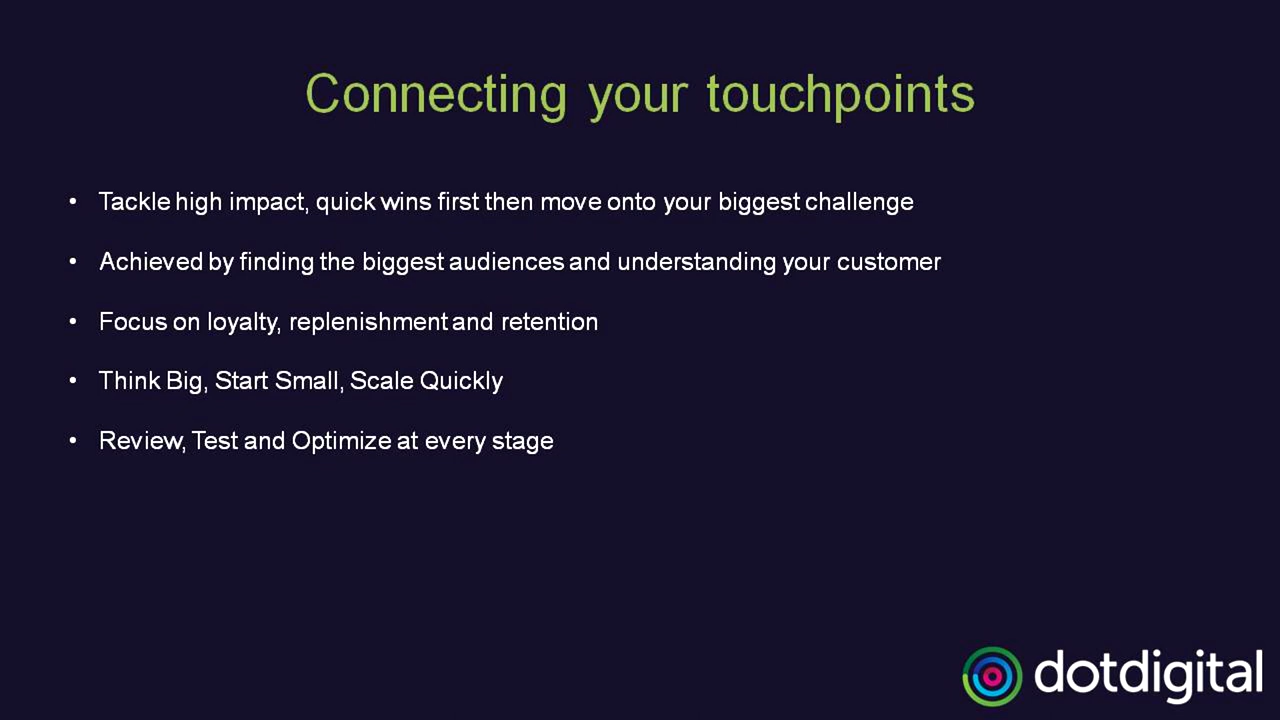 Connecting your touchpoints
• Tackle high impact, quick wins first then move onto your biggest challenge
• Achieved by finding the biggest audiences and understanding your customer
• Focus on loyalty, replenishment and retention
• Think Big, Start Small, Scale Quickly
• Review, Test and Optimize at every stage
dotdigital